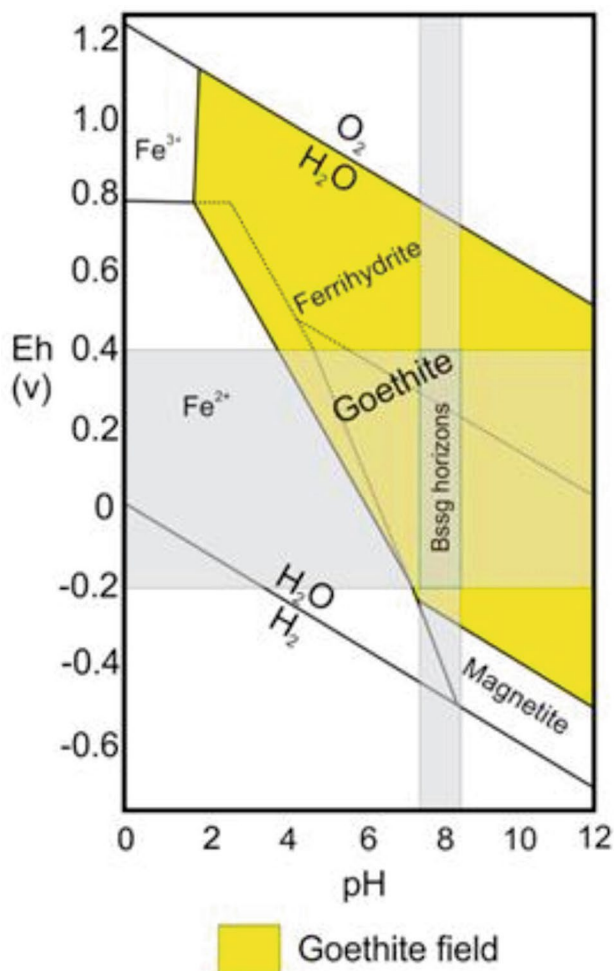 1.2
1.0
0.8
0.6
0.4
0.2
0
-0.2
-0.4
-0.6
Eh
(v)
Fe³⁺
O₂
H₂O
Ferrihydrite
Goethite
Fe²⁺
Bssg horizons
H₂O
H₂
Magnetite
0 2 4 6 8 10 12
pH
Goethite field